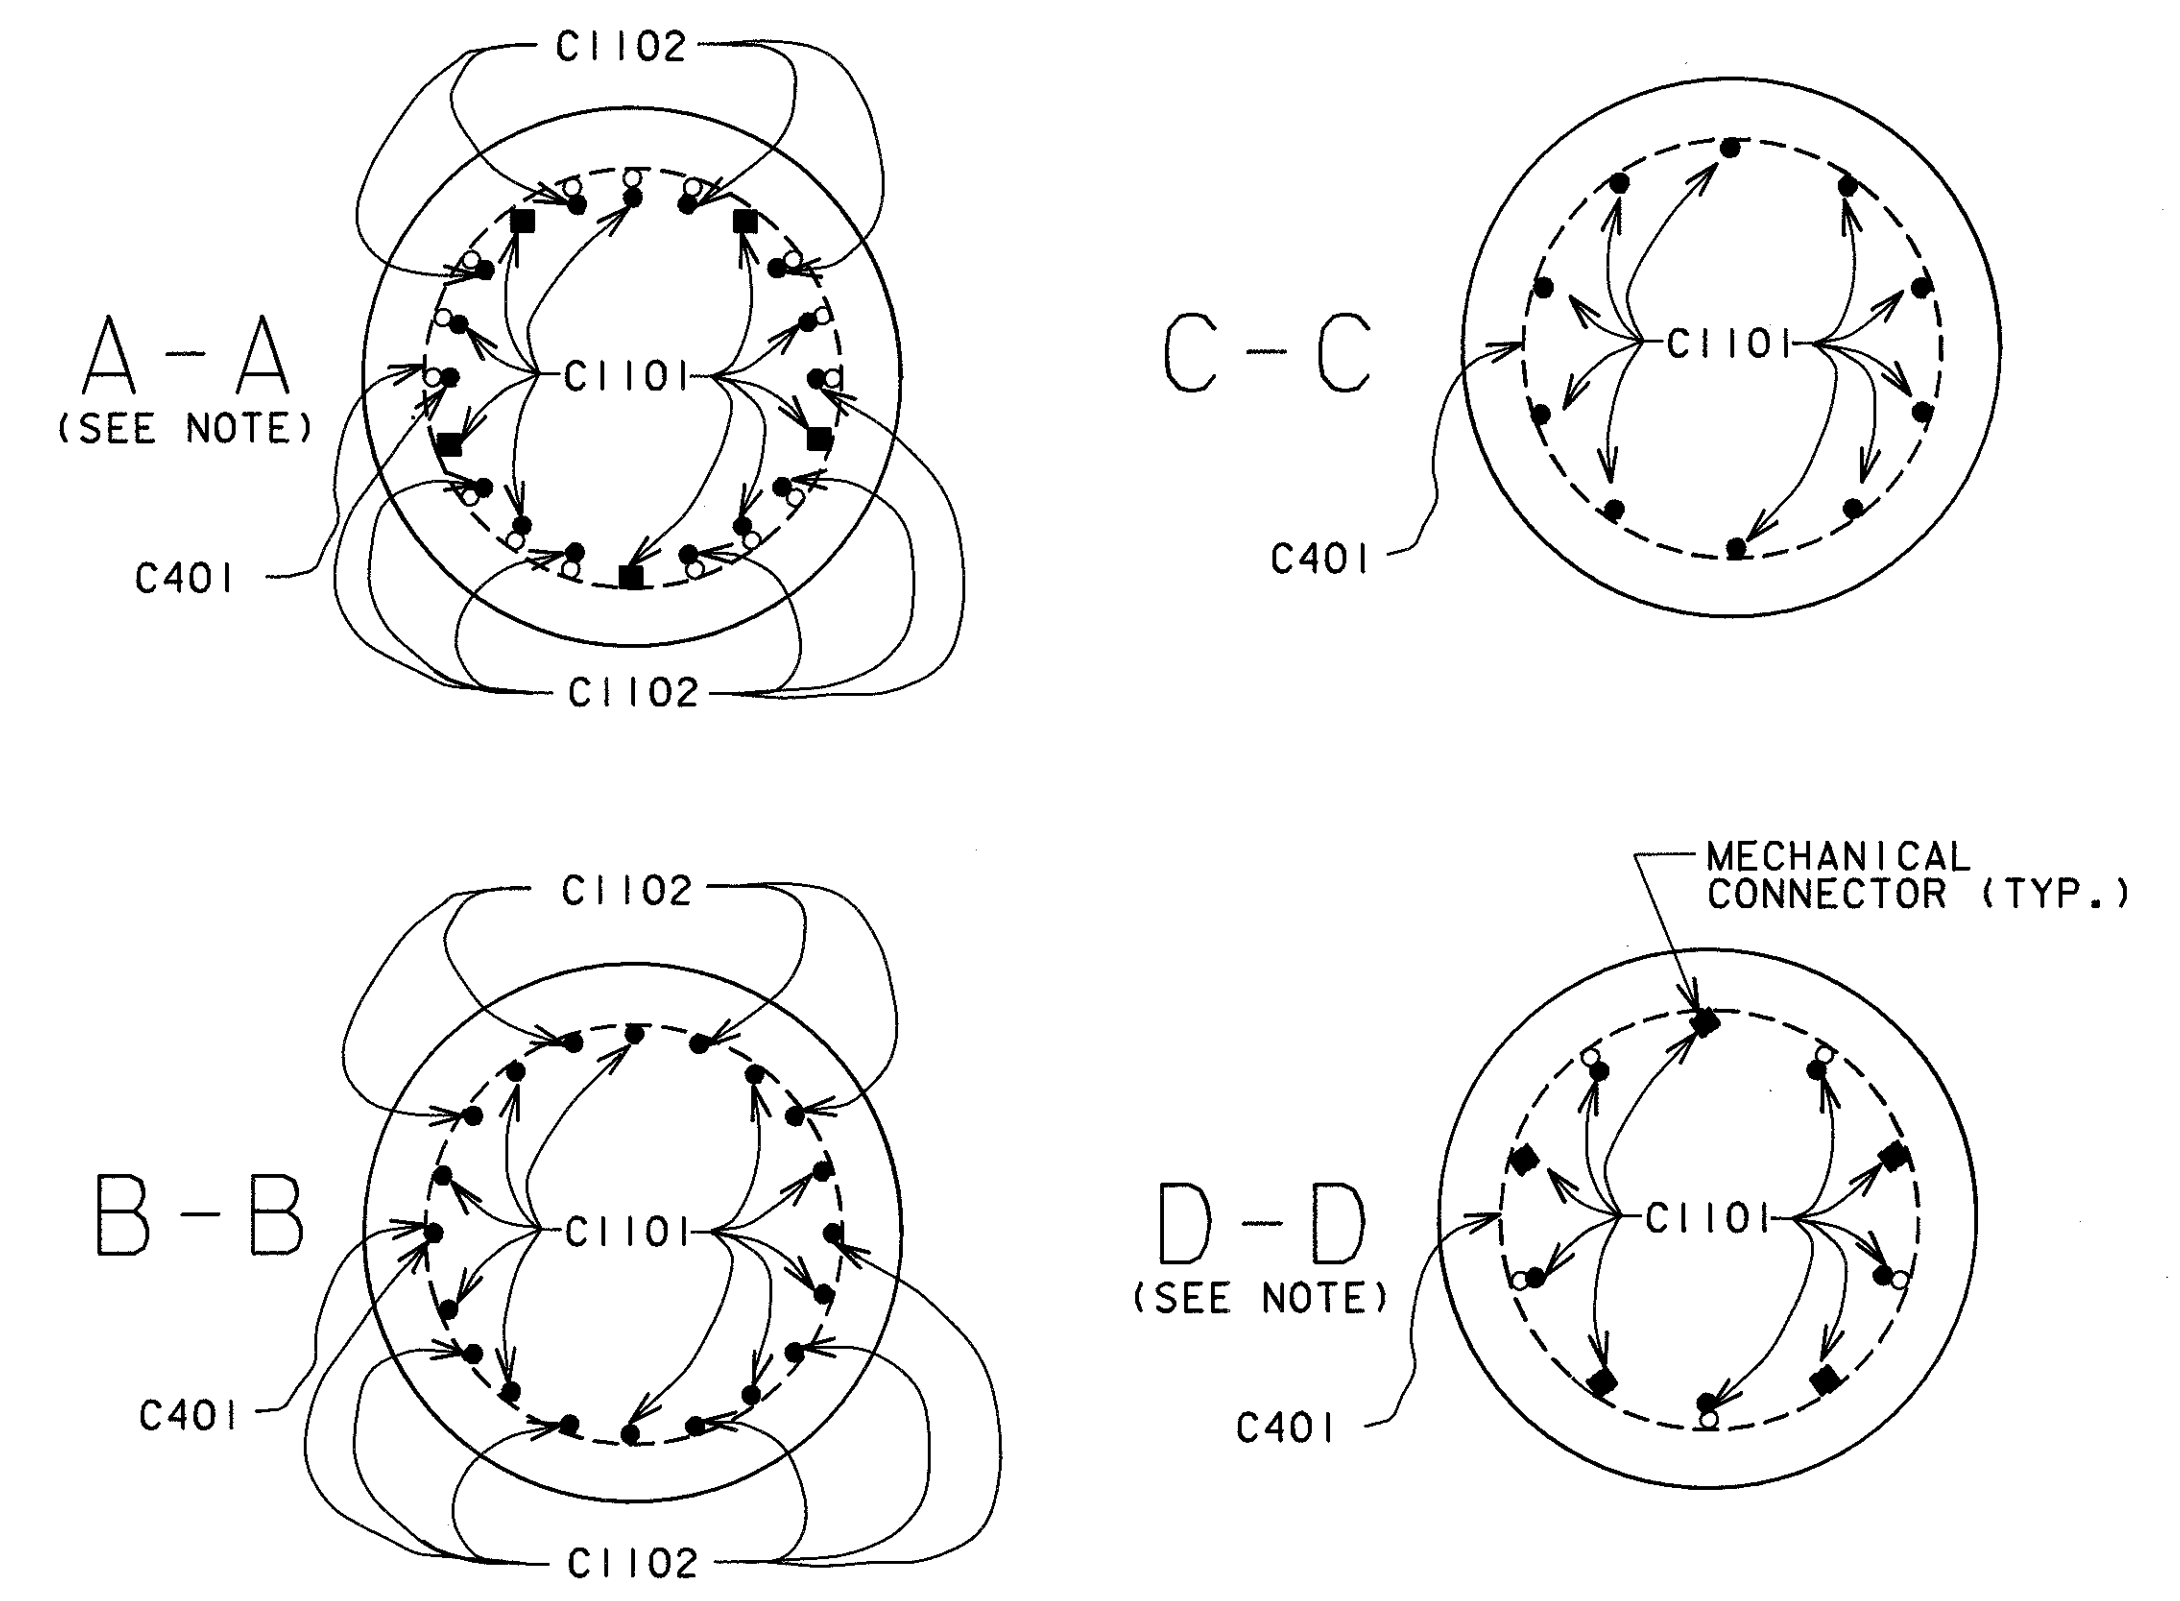 C1102
A-A
(SEE NOTE)
C1101
C401
C1102
C-C
C1101
C401
C1102
B-B
C1101
C401
C1102
MECHANICAL
CONNECTOR (TYP.)
D-D
(SEE NOTE)
C1101
C401